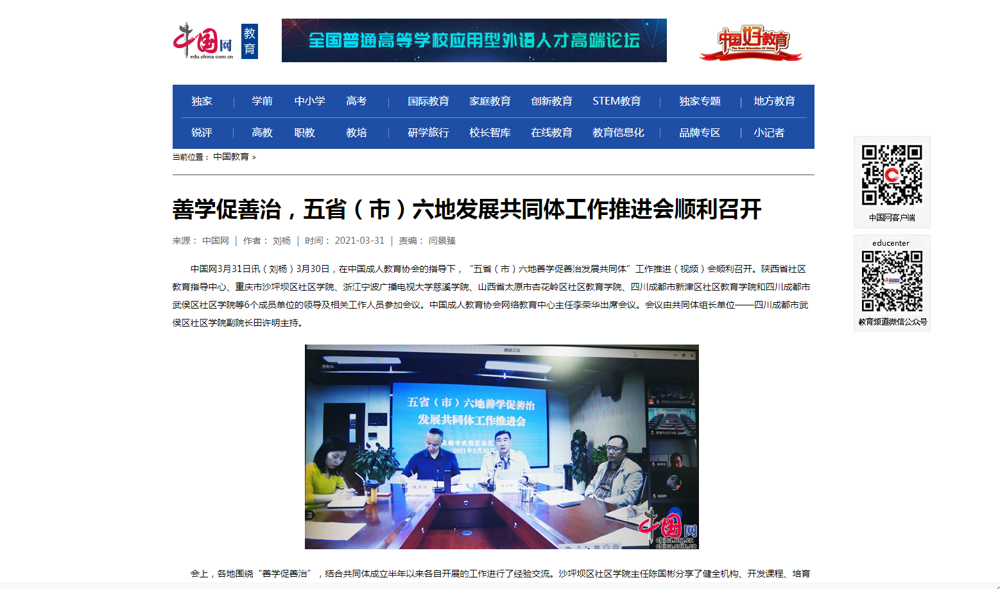 中国网
edu.china.com.cn
教育
全国普通高等学校应用型外语人才高端论坛
中国好教育
The Best Education Of China
独家 | 学前 中小学 高考 | 国际教育 家庭教育 创新教育 STEM教育 | 独家专题 | 地方教育
锐评 | 高教 职教 教培 | 研学旅行 校长智库 在线教育 教育信息化 | 品牌专区 | 小记者
当前位置： 中国教育 >
中国网客户端
educenter
教育频道微信公众号
善学促善治，五省（市）六地发展共同体工作推进会顺利召开
来源： 中国网 | 作者： 刘杨 | 时间： 2021-03-31 | 责编： 闫景臻
中国网3月31日讯（刘杨）3月30日，在中国成人教育协会的指导下，“五省（市）六地善学促善治发展共同体”工作推进（视频）会顺利召开。陕西省社区
教育指导中心、重庆市沙坪坝区社区学院、浙江宁波广播电视大学慈溪学院、山西省太原市杏花岭区社区教育学院、四川成都市新津区社区教育学院和四川成都市
武侯区社区学院等6个成员单位的领导及相关工作人员参加会议。中国成人教育协会网络教育中心主任李荣华出席会议。会议由共同体组长单位——四川成都市武
侯区社区学院副院长田许明主持。
腾讯会议
录制中
五省（市）六地善学促善治
发展共同体工作推进会
成都市武侯区社区
2021年3月30日
中国网
china.org.cn
china.com.cn
会上，各地围绕“善学促善治”，结合共同体成立半年以来各自开展的工作进行了经验交流。沙坪坝区社区学院主任陈国彬分享了健全机构、开发课程、培育